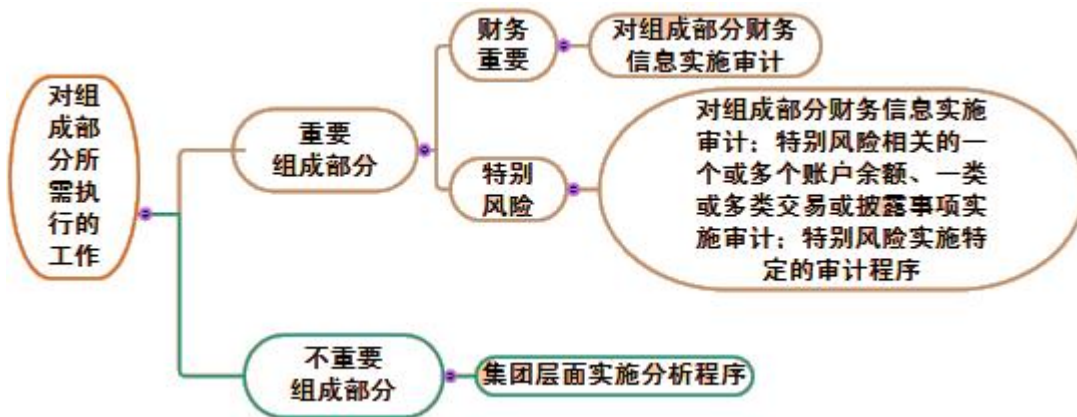 对组
成部
分所
需执
行的
工作
重要
组成部分
财务
重要
对组成部分财务
信息实施审计
特别
风险
对组成部分财务信息实施
审计；特别风险相关的一
个或多个账户余额、一类
或多类交易或披露事项实
施审计；特别风险实施特
定的审计程序
不重要
组成部分
集团层面实施分析程序